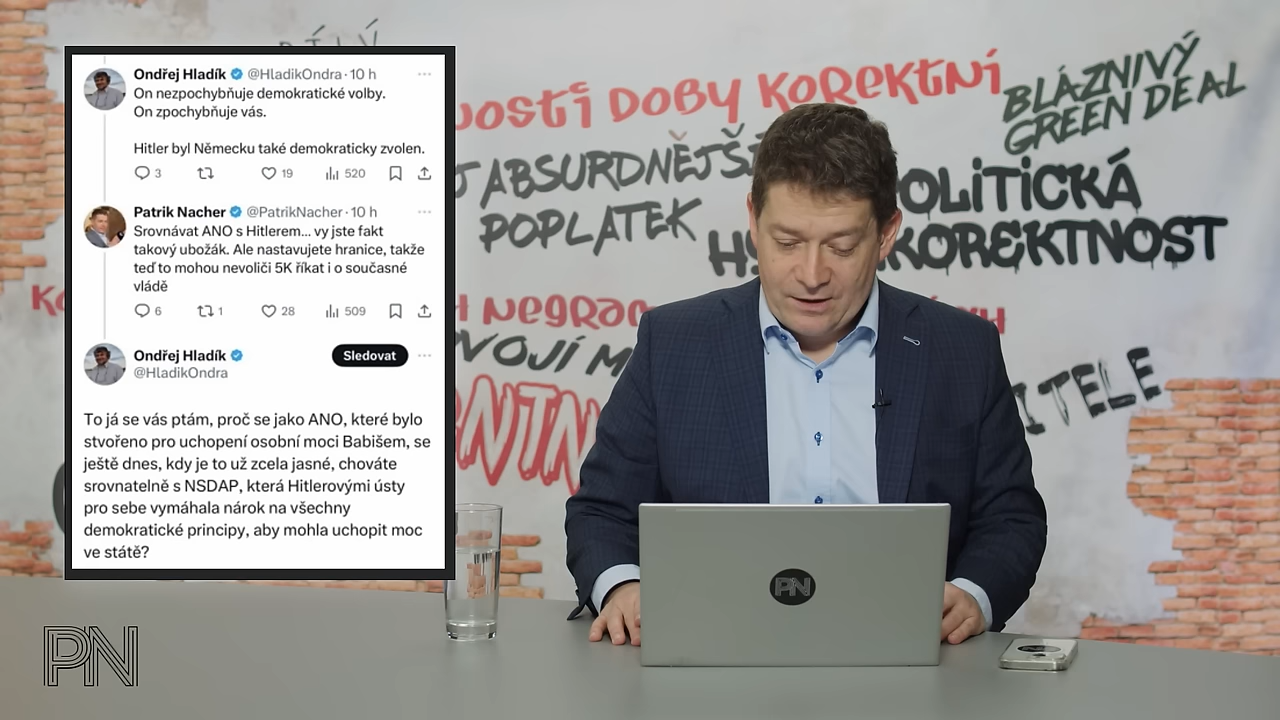 Ondřej Hladík @HladikOndra · 10 h
On nezpochybňuje demokratické volby.
On zpochybňuje vás.
Hitler byl Německu také demokraticky zvolen.
3 19 520
Patrik Nacher @PatrikNacher · 10 h
Srovnávat ANO s Hitlerem... vy jste fakt
takový ubožák. Ale nastavujete hranice, takže
teď to mohou nevoliči 5K říkat i o současné
vládě
6 1 28 509
Ondřej Hladík
Sledovat
@HladikOndra
To já se vás ptám, proč se jako ANO, které bylo
stvořeno pro uchopení osobní moci Babišem, se
ještě dnes, kdy je to už zcela jasné, chováte
srovnatelně s NSDAP, která Hitlerovými ústy
pro sebe vymáhala nárok na všechny
demokratické principy, aby mohla uchopit moc
ve státě?
DOBY KOREKTNÍ
BLÁZNIVÝ
GREEN DEAL
ABSURDNĚJŠÍ
POPLATEK
KOREKTNOST
PN
PN